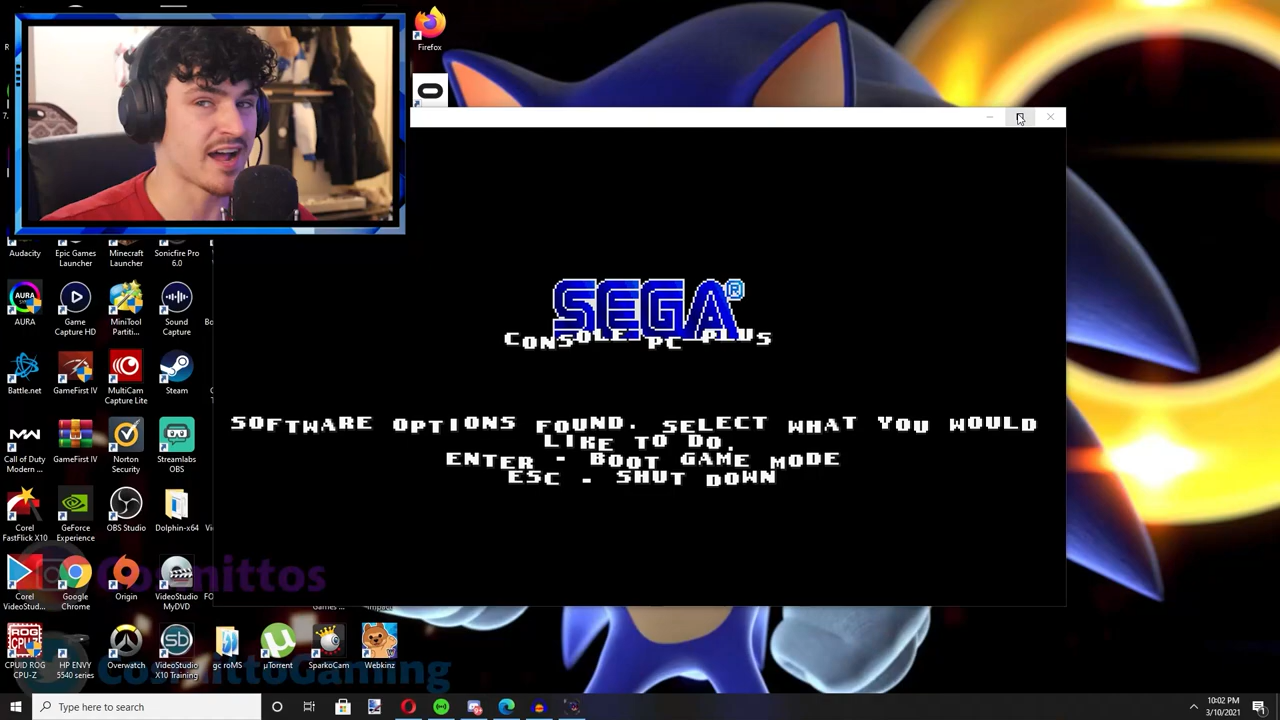 Firefox
Audacity
Epic Games Launcher
Minecraft Launcher
Sonicfire Pro 6.0
SEGA®
CONSOLE PC PLUS
AURA
Game Capture HD
MiniTool Partiti...
Sound Capture
Battle.net
GameFirst IV
MultiCam Capture Lite
Steam
SOFTWARE OPTIONS FOUND. SELECT WHAT YOU WOULD
LIKE TO DO.
ENTER - BOOT GAME MODE
ESC - SHUT DOWN
Call of Duty Modern ...
GameFirst IV
Norton Security
Streamlabs OBS
Corel FastFlick X10
GeForce Experience
OBS Studio
Dolphin-x64
Corel VideoStud...
Google Chrome
Origin
VideoStudio MyDVD
Cosmittos
CPUID ROG CPU-Z
HP ENVY 5540 series
Overwatch
VideoStudio X10 Training
gc roMS
µTorrent
SparkoCam
Webkinz
CosmittoGaming
Type here to search
10:02 PM
3/10/2021